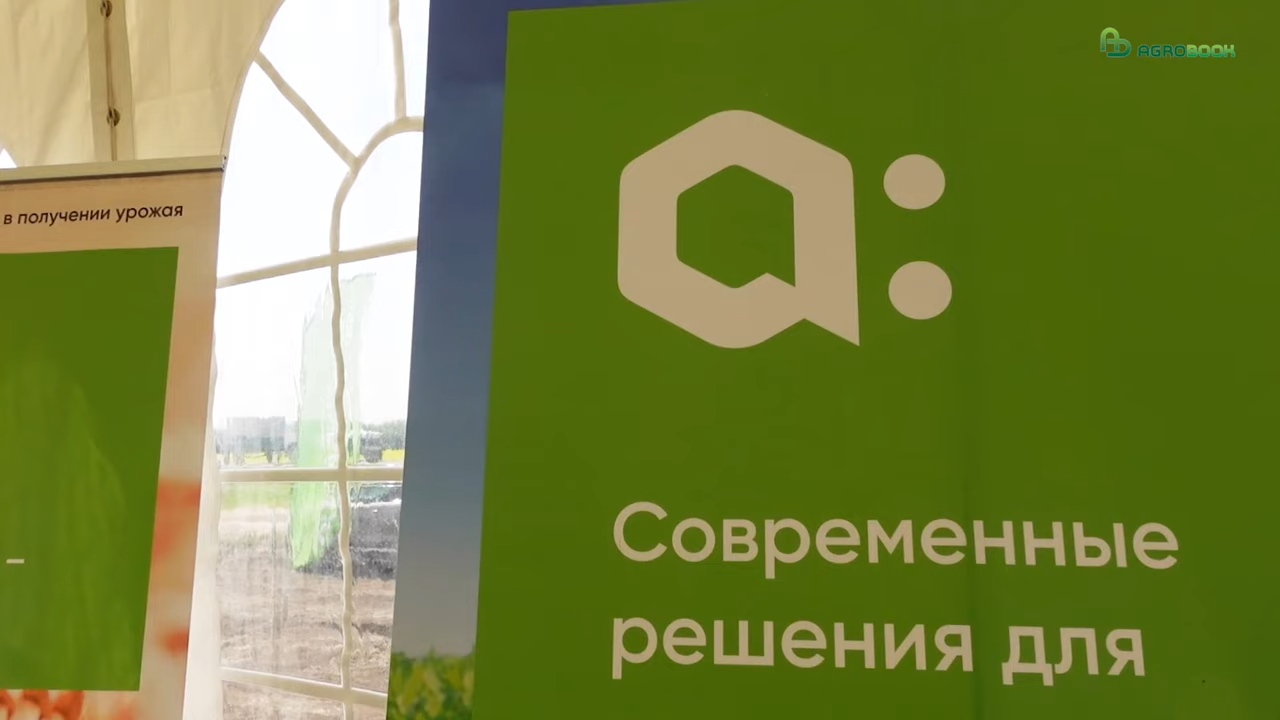 AGROBOOK
в получении урожая
a:
Современные
решения для